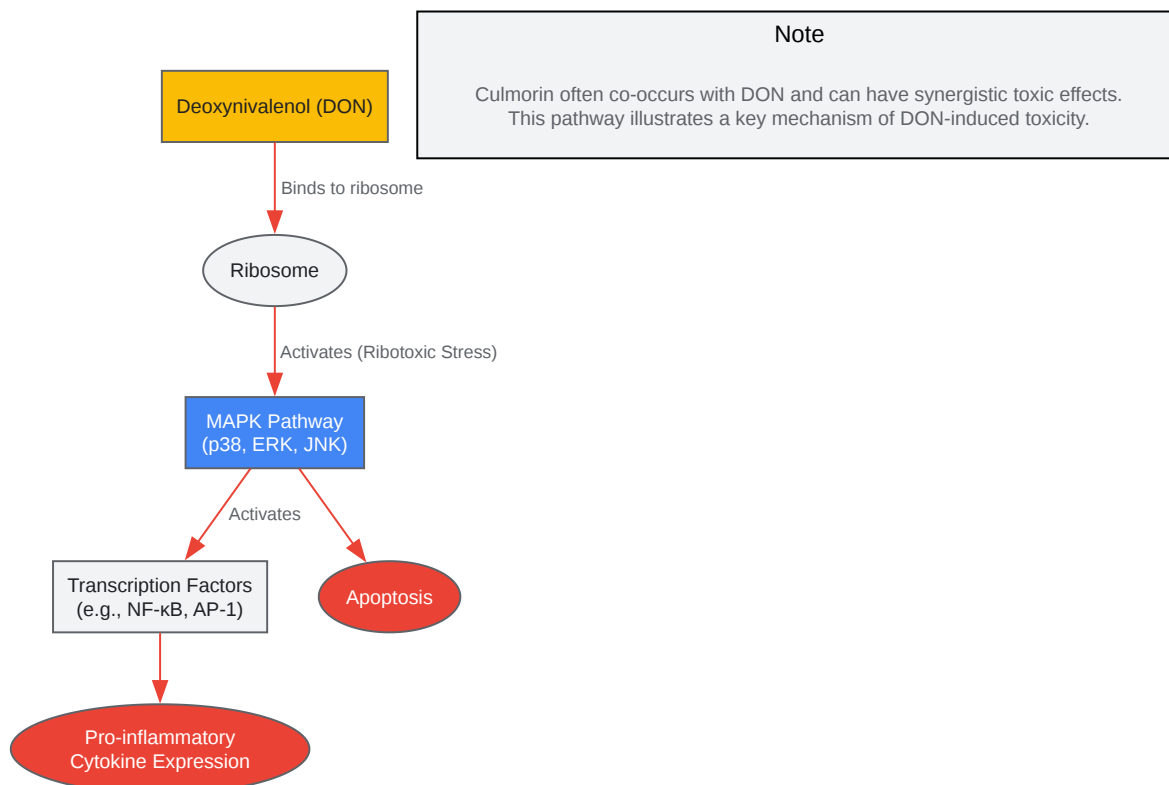 Note
Culmorin often co-occurs with DON and can have synergistic toxic effects.
This pathway illustrates a key mechanism of DON-induced toxicity.
Deoxynivalenol (DON)
Binds to ribosome
Ribosome
Activates (Ribotoxic Stress)
MAPK Pathway
(p38, ERK, JNK)
Activates
Transcription Factors
(e.g., NF-κB, AP-1)
Apoptosis
Pro-inflammatory
Cytokine Expression